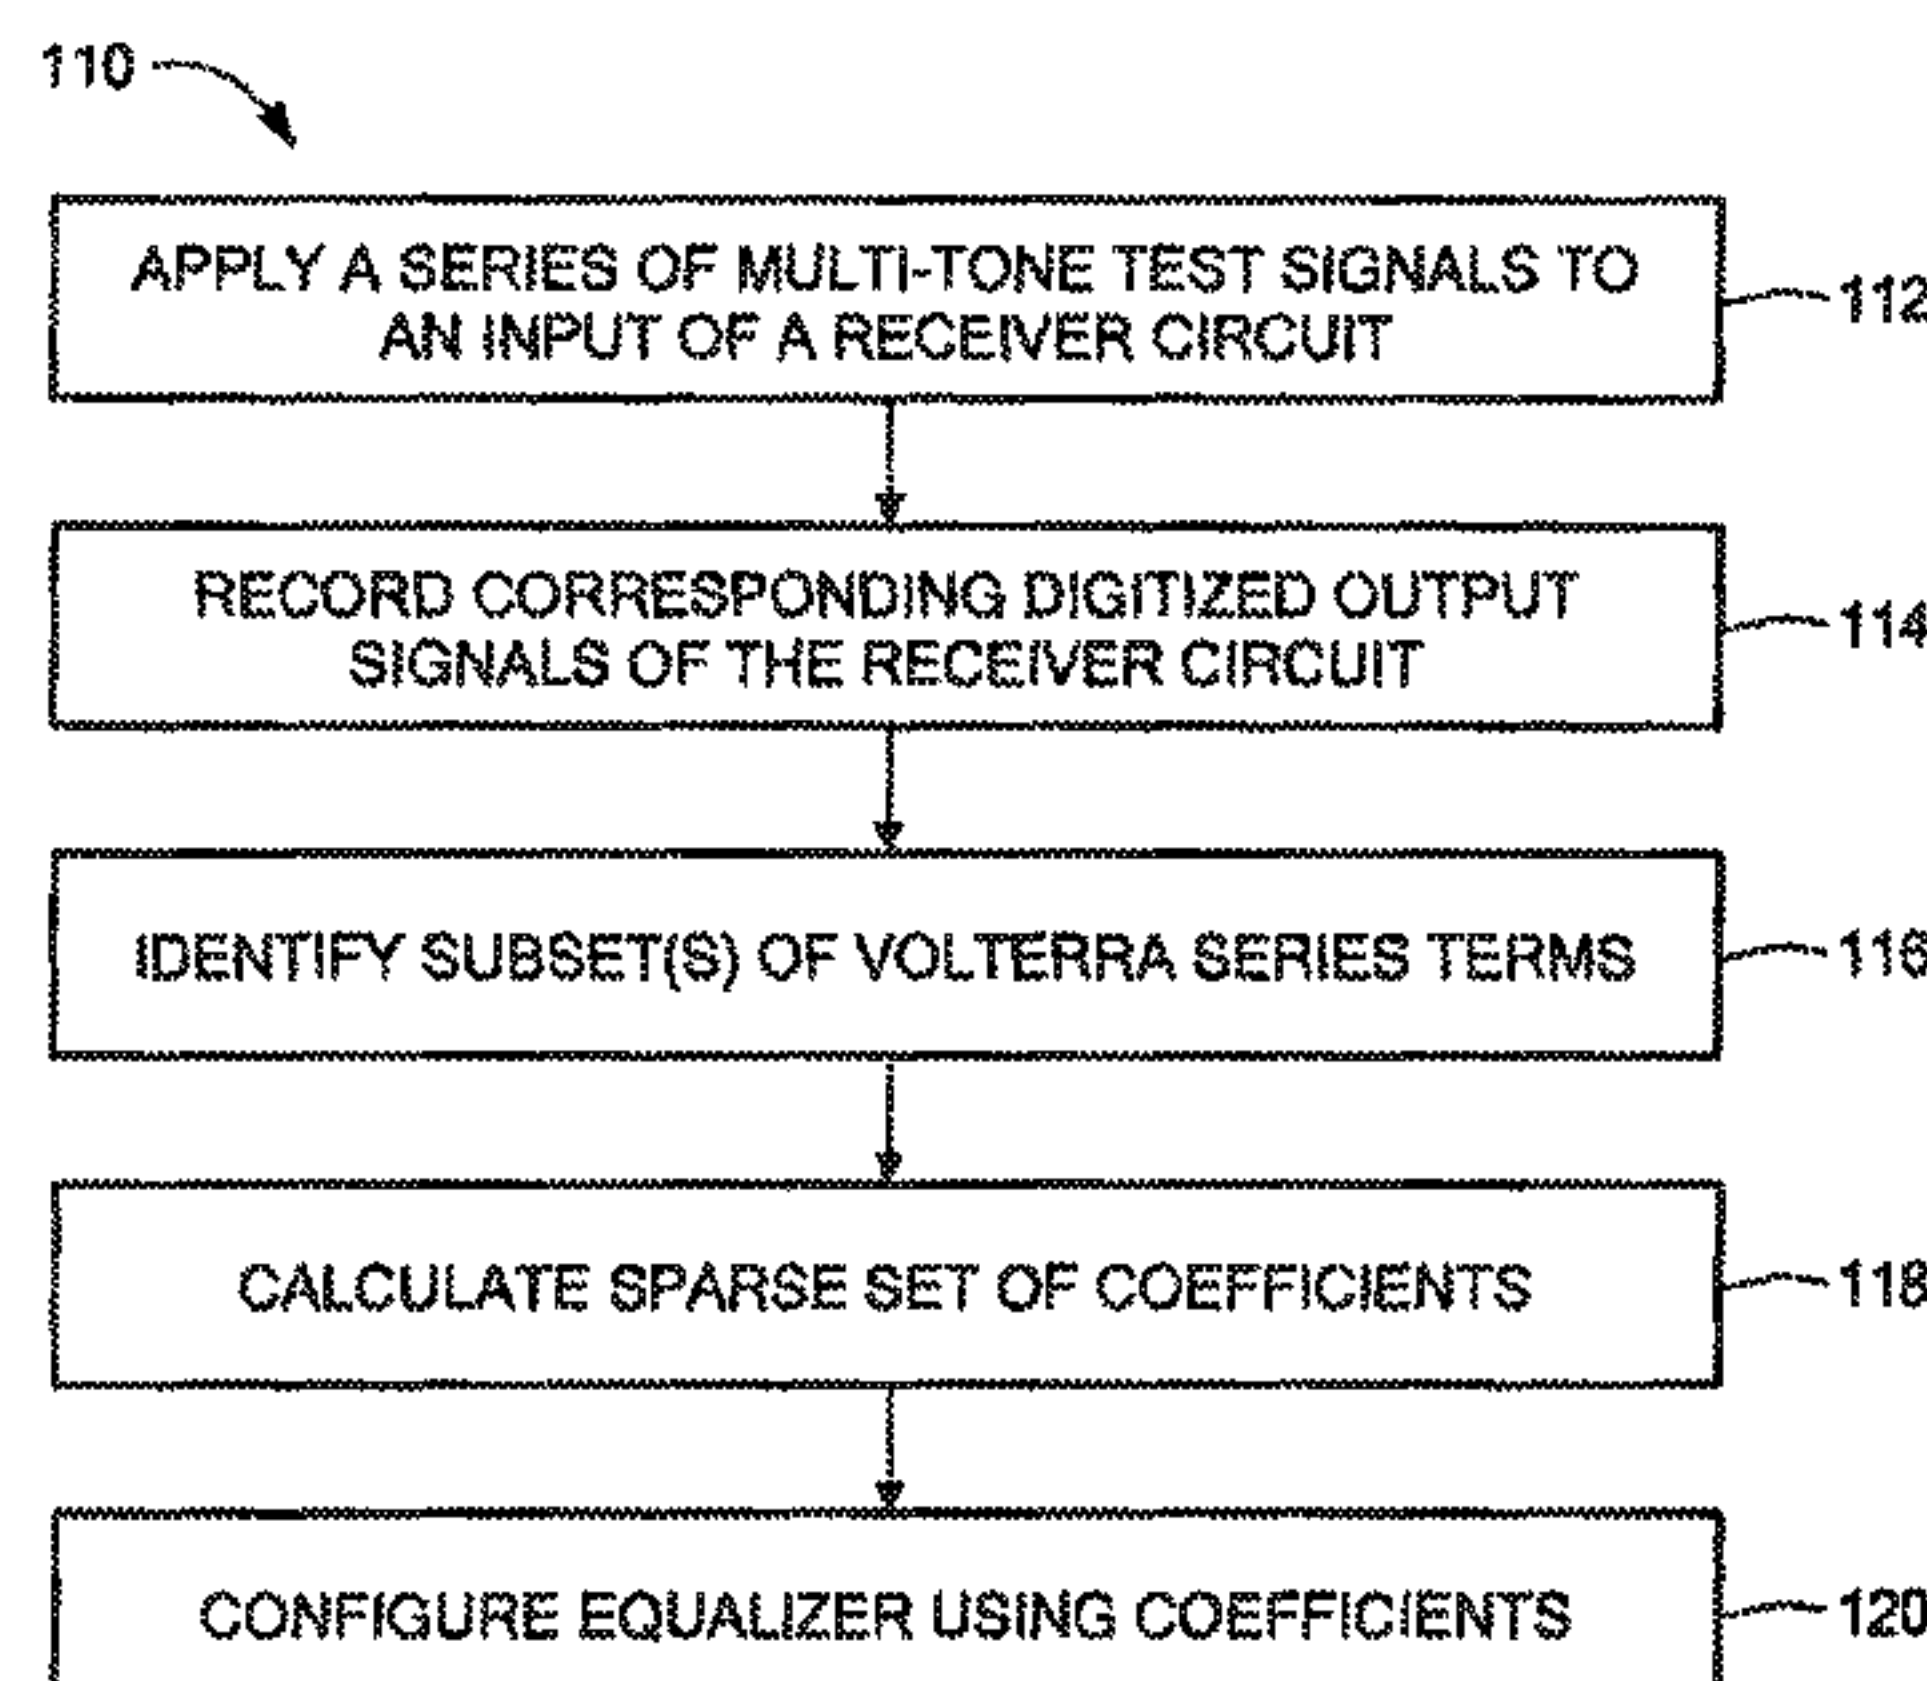 110
APPLY A SERIES OF MULTI-TONE TEST SIGNALS TO
AN INPUT OF A RECEIVER CIRCUIT
112
RECORD CORRESPONDING DIGITIZED OUTPUT
SIGNALS OF THE RECEIVER CIRCUIT
114
IDENTIFY SUBSET(S) OF VOLTERRA SERIES TERMS
116
CALCULATE SPARSE SET OF COEFFICIENTS
118
CONFIGURE EQUALIZER USING COEFFICIENTS
120